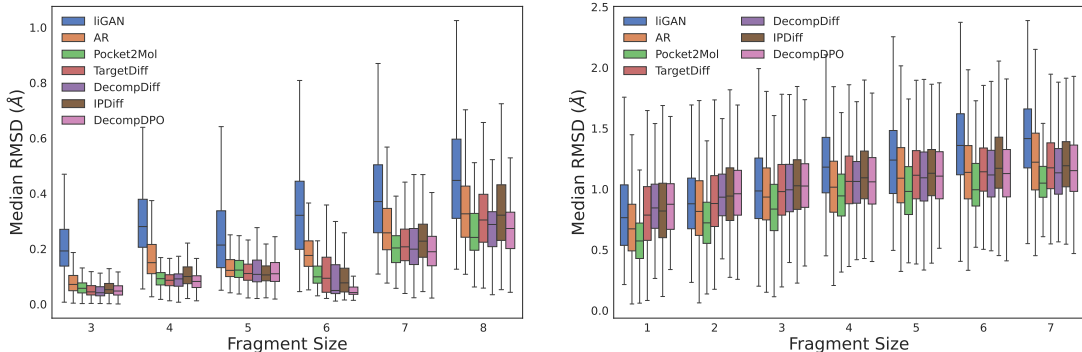 Median RMSD (Å)
1.0
0.8
0.6
0.4
0.2
0.0
liGAN
AR
Pocket2Mol
TargetDiff
DecompDiff
IPDiff
DecompDPO
3 4 5 6 7 8
Fragment Size
Median RMSD (Å)
2.5
2.0
1.5
1.0
0.5
0.0
liGAN
AR
Pocket2Mol
TargetDiff
DecompDiff
IPDiff
DecompDPO
1 2 3 4 5 6 7
Fragment Size